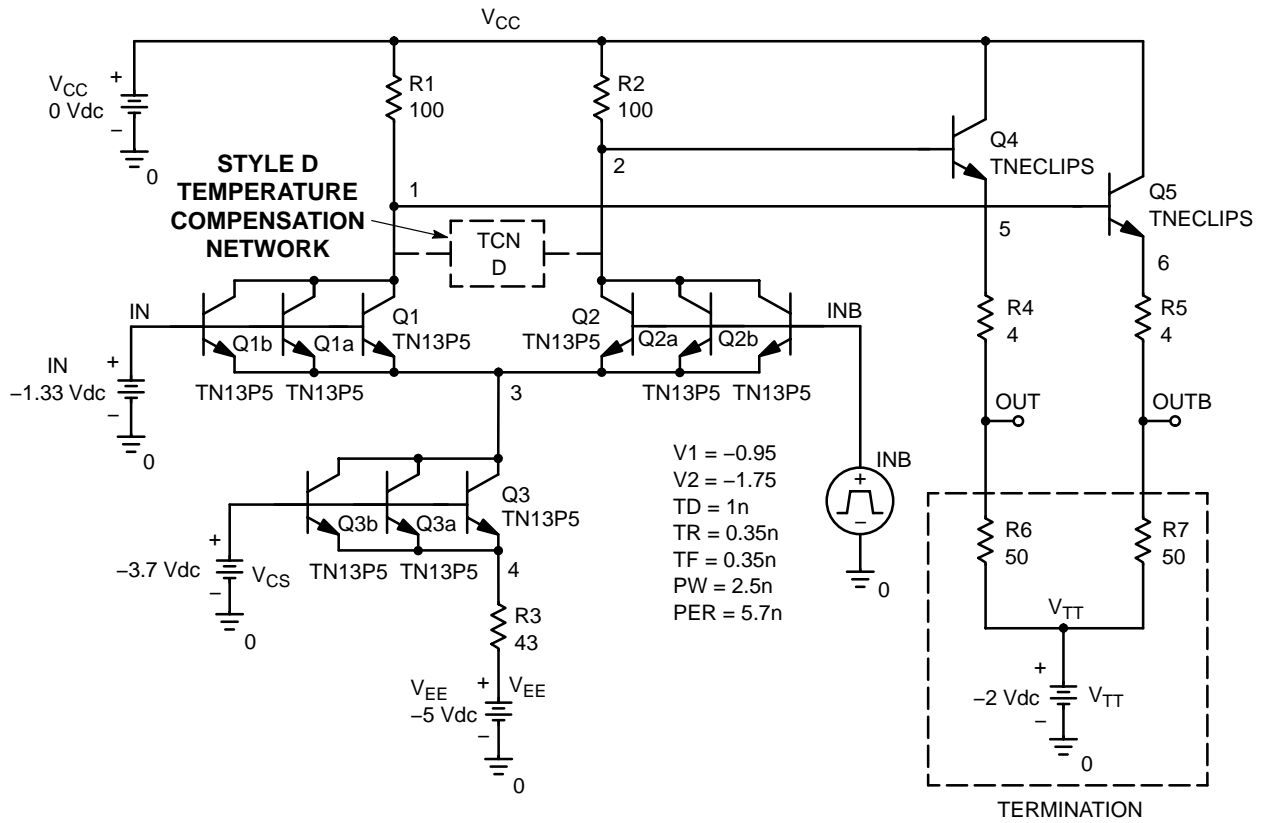 V_CC
V_CC
0 Vdc
+
−
0
R1
100
R2
100
STYLE D
TEMPERATURE
COMPENSATION
NETWORK
1
2
TCN
D
Q4
TNECLIPS
Q5
TNECLIPS
5
6
IN
IN
−1.33 Vdc
+
−
0
Q1b
Q1a
Q1
TN13P5
TN13P5
TN13P5
Q2
TN13P5
Q2a
Q2b
TN13P5
TN13P5
INB
3
R4
4
R5
4
OUT
OUTB
Q3b
Q3a
Q3
TN13P5
TN13P5
TN13P5
4
−3.7 Vdc
+
−
V_CS
0
R3
43
V_EE
−5 Vdc
+
−
V_EE
0
V1 = −0.95
V2 = −1.75
TD = 1n
TR = 0.35n
TF = 0.35n
PW = 2.5n
PER = 5.7n
INB
+
−
0
R6
50
R7
50
V_TT
−2 Vdc
+
−
V_TT
0
TERMINATION